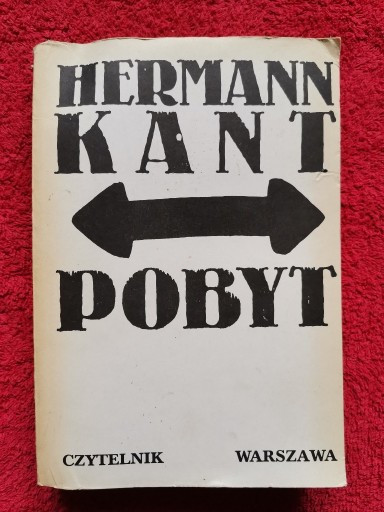 HERMANN
KANT
POBYT
CZYTELNIK WARSZAWA